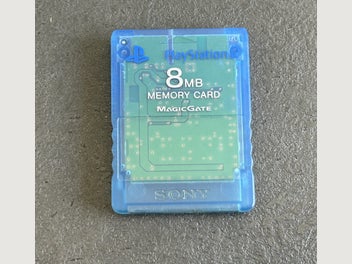 PlayStation 2
8MB
MEMORY CARD
MAGICGATE
SONY